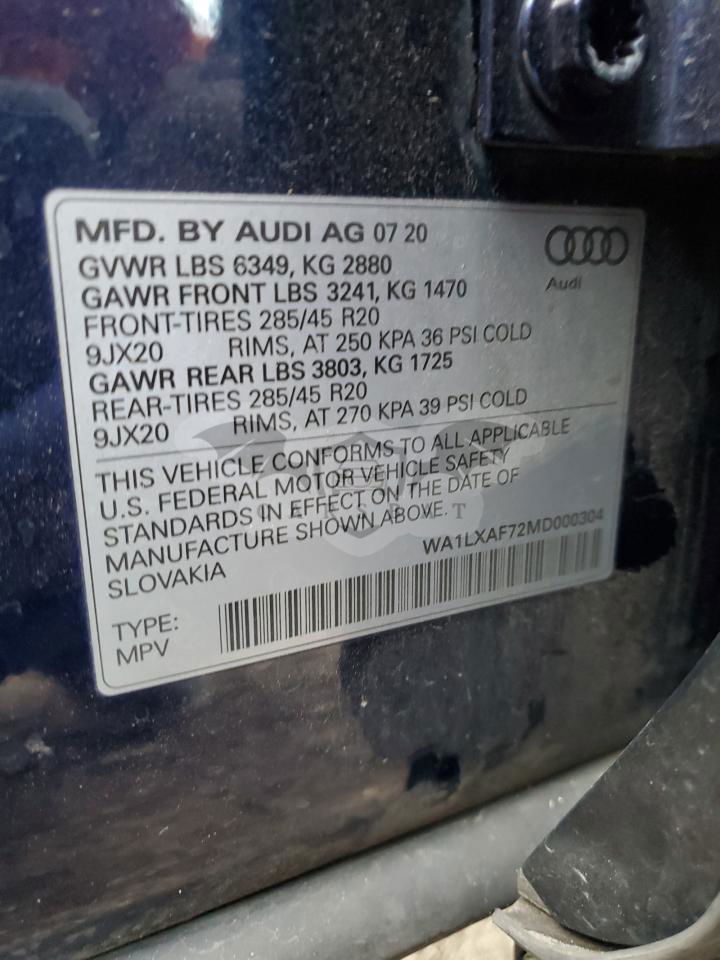 MFD. BY AUDI AG 07 20
GVWR LBS 6349, KG 2880
GAWR FRONT LBS 3241, KG 1470
FRONT-TIRES 285/45 R20
9JX20 RIMS, AT 250 KPA 36 PSI COLD
GAWR REAR LBS 3803, KG 1725
REAR-TIRES 285/45 R20
9JX20 RIMS, AT 270 KPA 39 PSI COLD
Audi
THIS VEHICLE CONFORMS TO ALL APPLICABLE
U.S. FEDERAL MOTOR VEHICLE SAFETY
STANDARDS IN EFFECT ON THE DATE OF
MANUFACTURE SHOWN ABOVE.
SLOVAKIA
WA1LXAF72MD000304
TYPE:
MPV